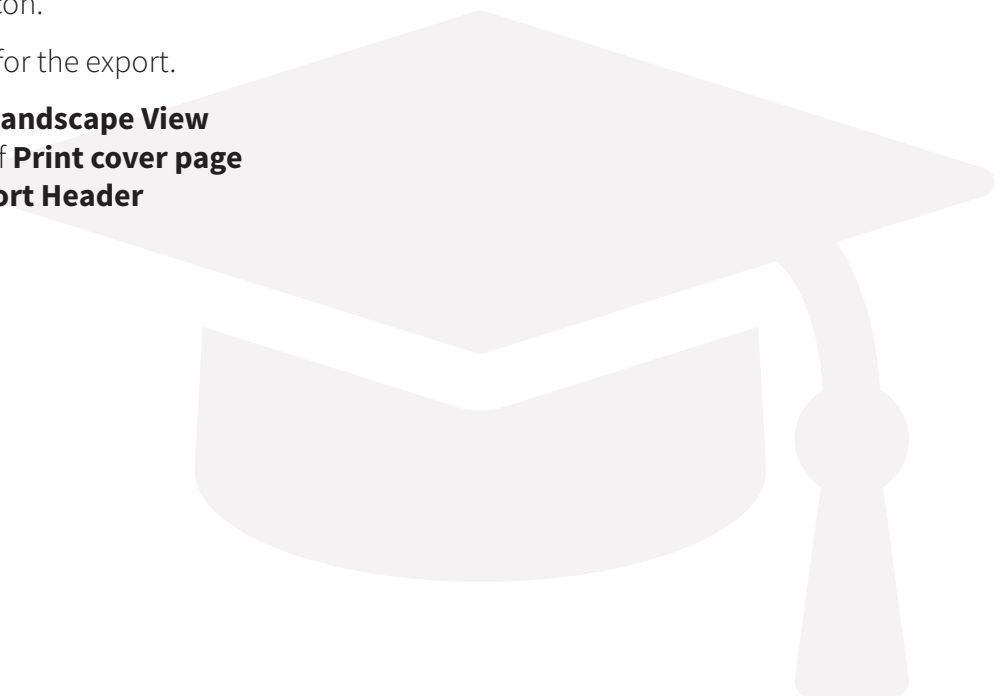 ton.
for the export.
andscape View
f Print cover page
ort Header